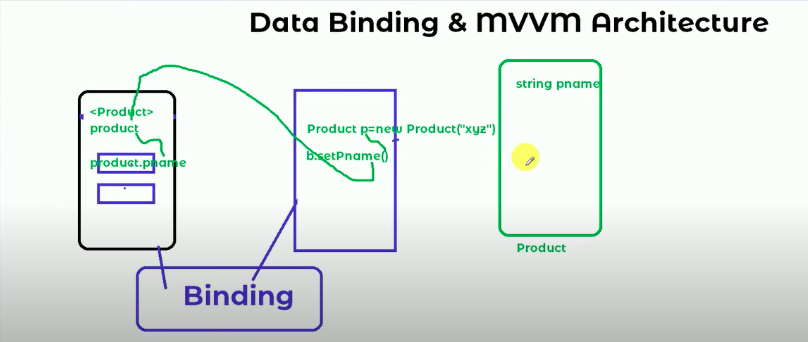 Data Binding & MVVM Architecture
<Product>
product
product.pname
Product p=new Product("xyz")
b.setPname()
string pname
Product
Binding